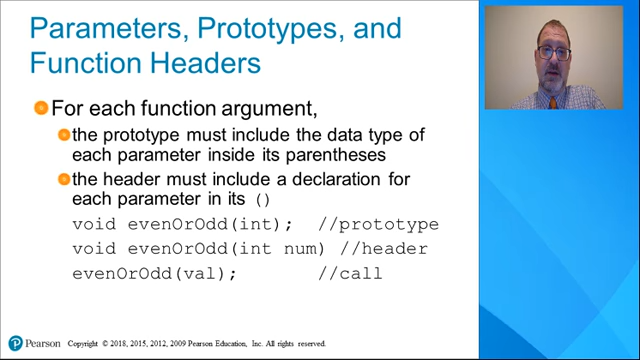 Parameters, Prototypes, and
Function Headers
For each function argument,
the prototype must include the data type of
each parameter inside its parentheses
the header must include a declaration for
each parameter in its ()
void evenOrOdd(int); //prototype
void evenOrOdd(int num) //header
evenOrOdd(val); //call
Pearson Copyright © 2018, 2015, 2012, 2009 Pearson Education, Inc. All rights reserved.